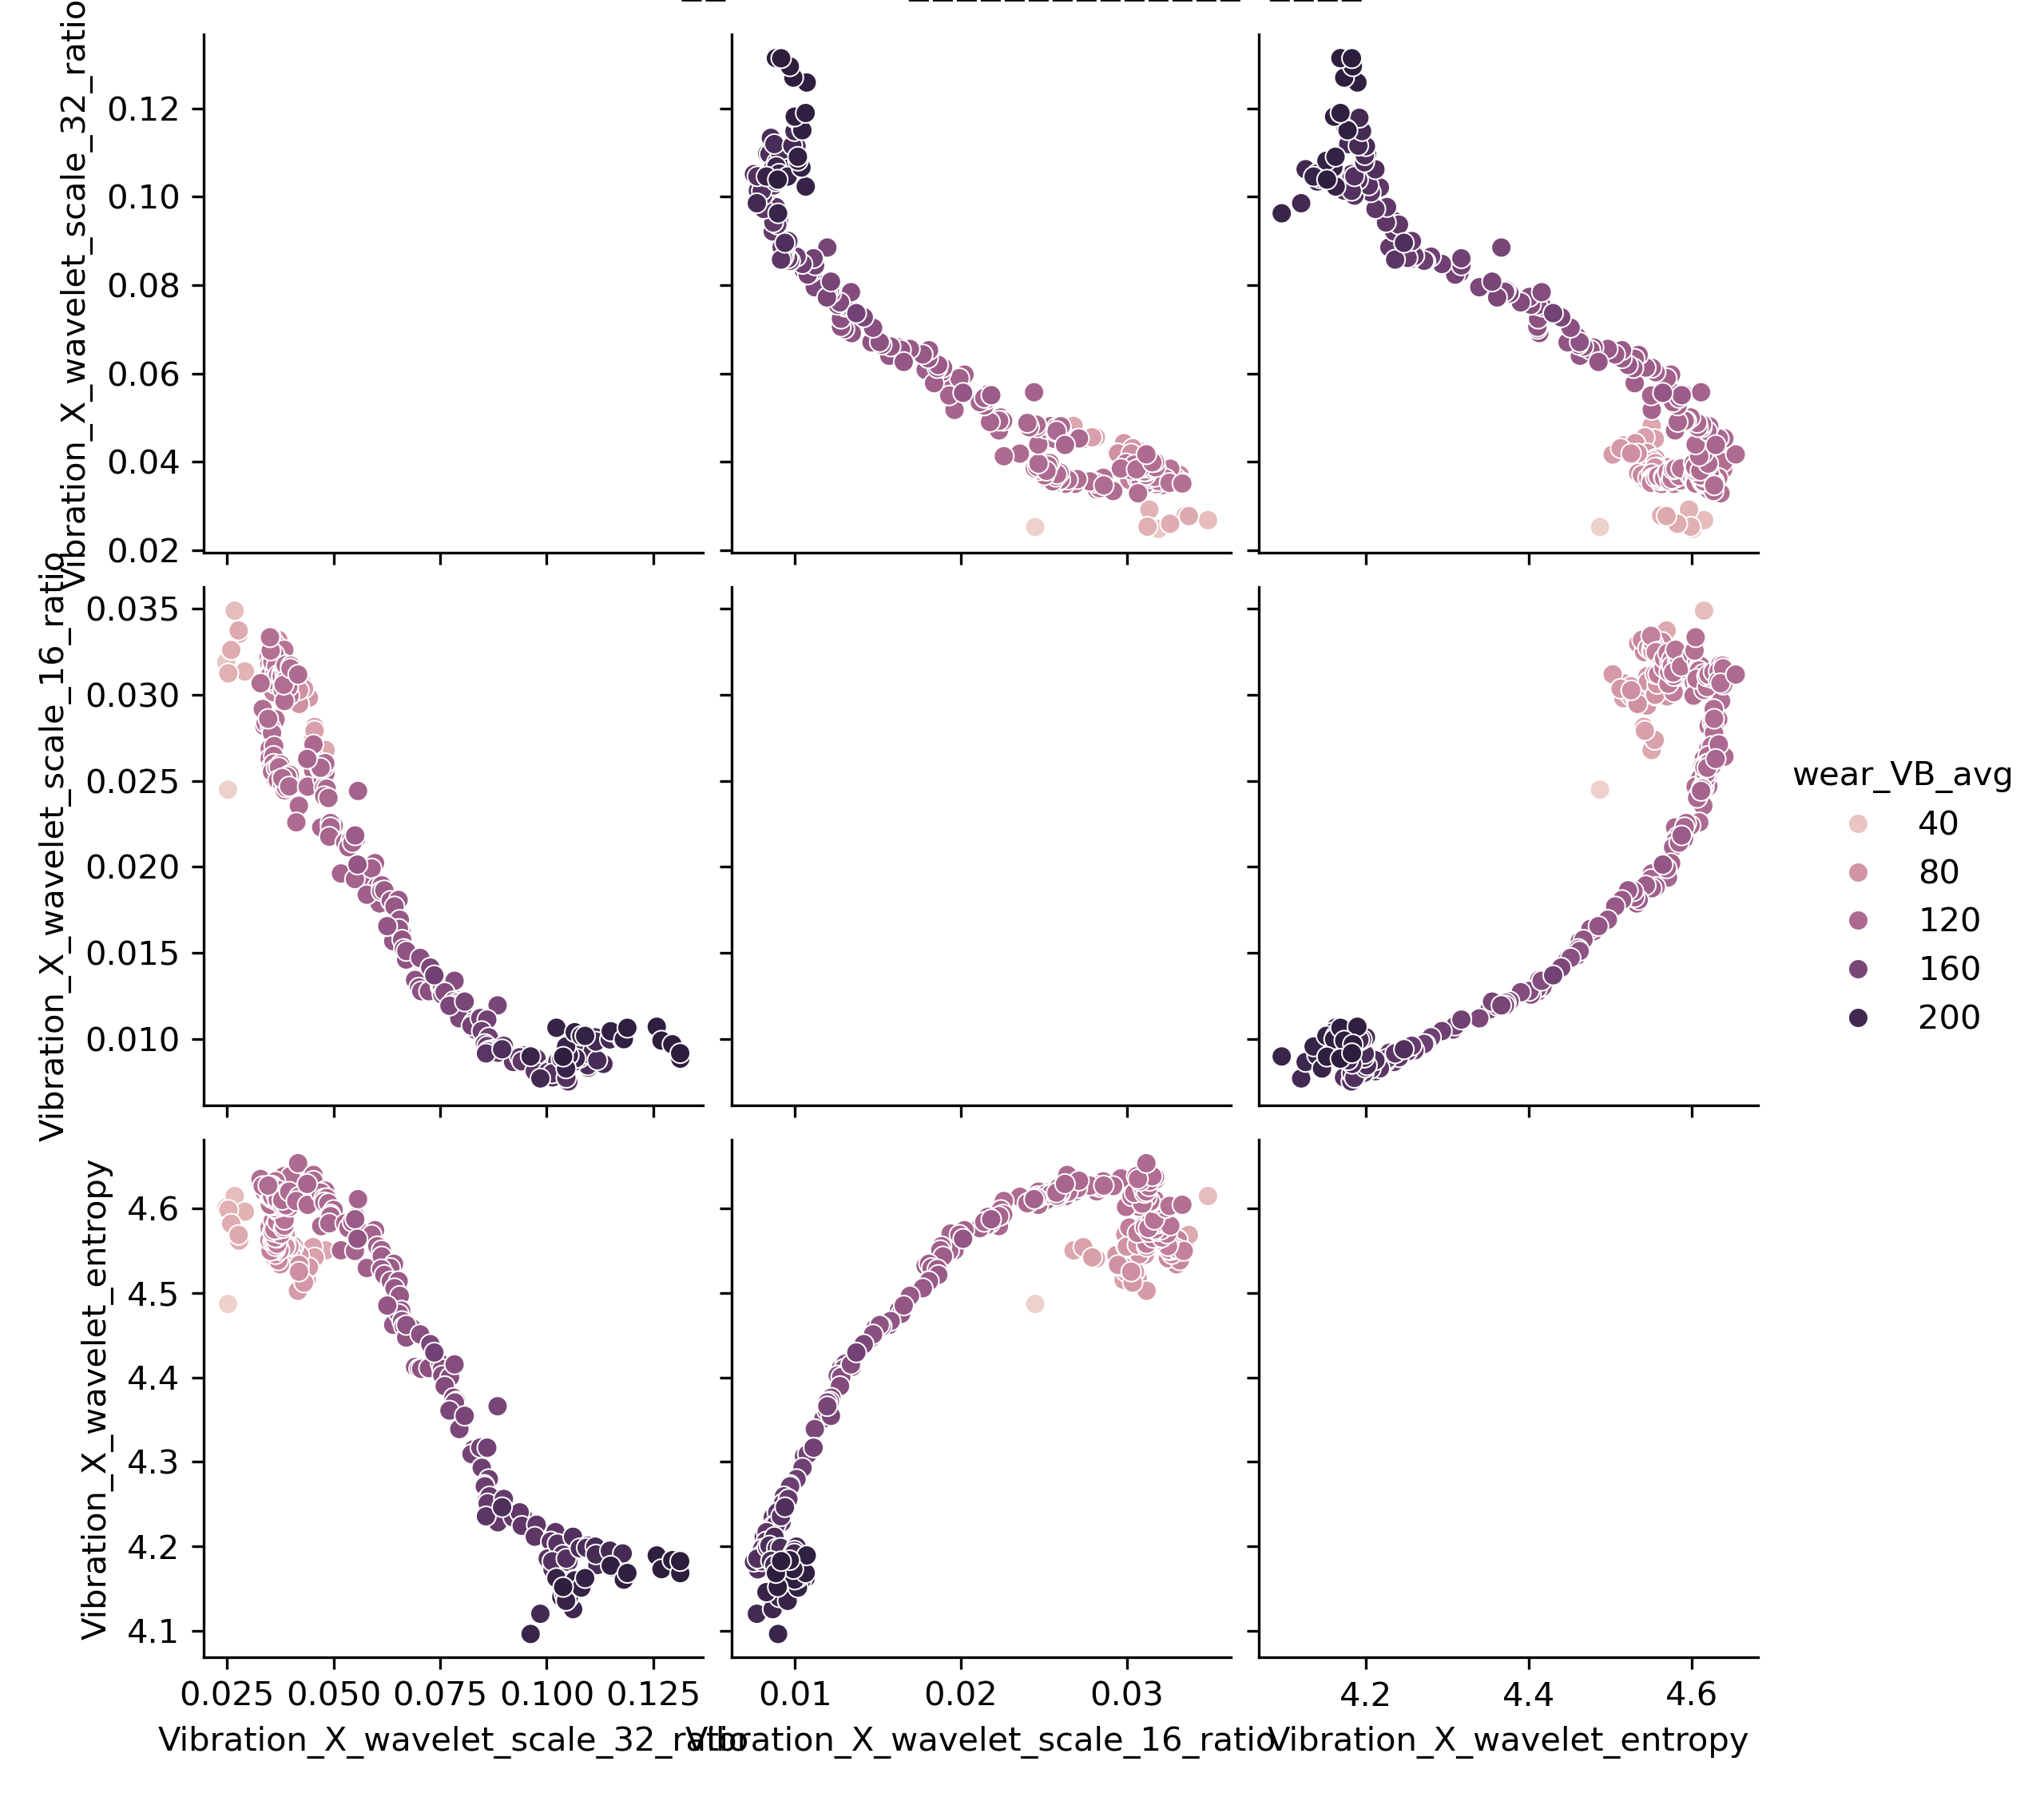 Vibration_X_wavelet_scale_32_ratio
0.12
0.10
0.08
0.06
0.04
0.02
Vibration_X_wavelet_scale_16_ratio
0.035
0.030
0.025
0.020
0.015
0.010
Vibration_X_wavelet_entropy
4.6
4.5
4.4
4.3
4.2
4.1
0.025 0.050 0.075 0.100 0.125
0.01 0.02 0.03
4.2 4.4 4.6
Vibration_X_wavelet_scale_32_ratio
Vibration_X_wavelet_scale_16_ratio
Vibration_X_wavelet_entropy
wear_VB_avg
40
80
120
160
200